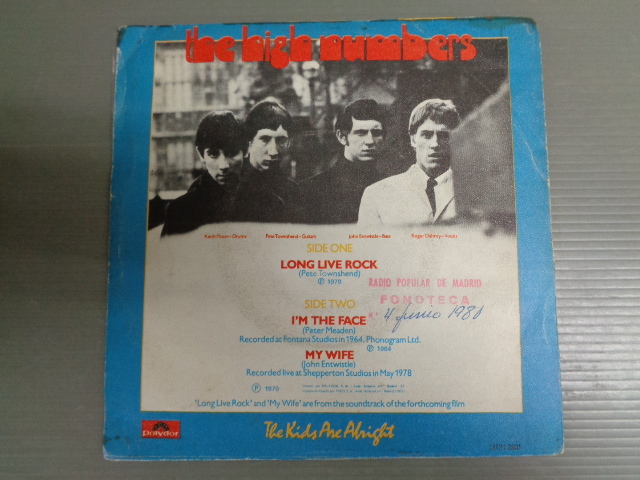 the high numbers
Keith Moon-Drums Pete Townshend-Guitars John Entwistle-Bass Roger Daltrey-Vocals
SIDE ONE
LONG LIVE ROCK
(Pete Townshend)
℗ 1979
SIDE TWO
I'M THE FACE
(Peter Meaden)
Recorded at Fontana Studios in 1964. Phonogram Ltd.
℗ 1964
MY WIFE
(John Entwistle)
Recorded live at Shepperton Studios in May 1978
RADIO POPULAR DE MADRID
FONOTECA
N.º 4 Junio 1980
℗ 1979
'Long Live Rock' and 'My Wife' are from the soundtrack of the forthcoming film
The Kids Are Alright
polydor